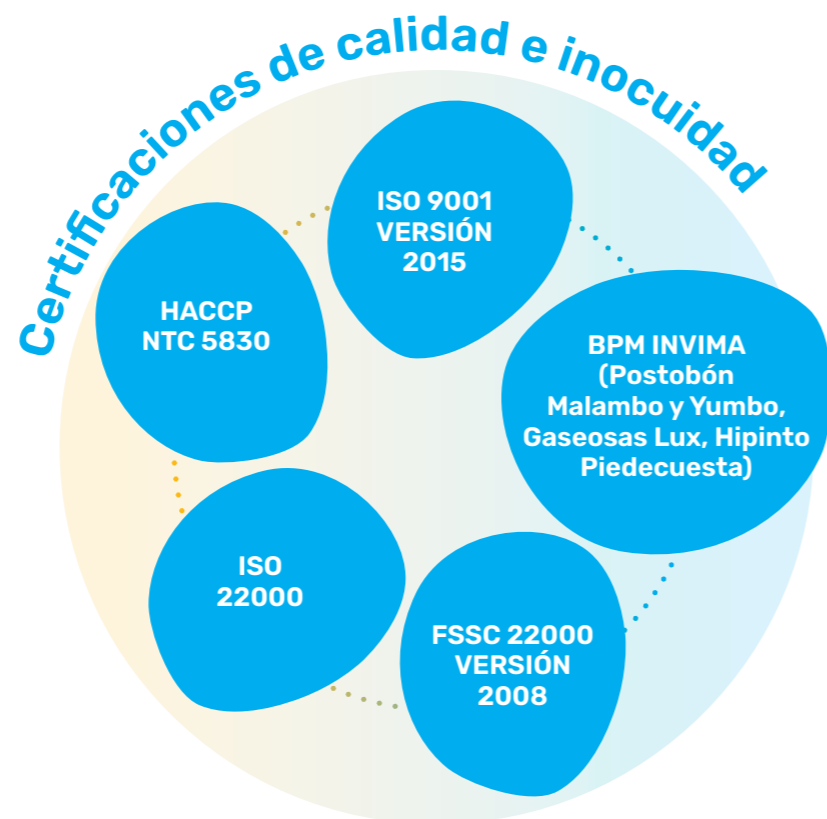 Certificaciones de calidad e inocuidad
ISO 9001
VERSIÓN
2015
HACCP
NTC 5830
BPM INVIMA
(Postobón
Malambo y Yumbo,
Gaseosas Lux, Hipinto
Piedecuesta)
ISO
22000
FSSC 22000
VERSIÓN
2008